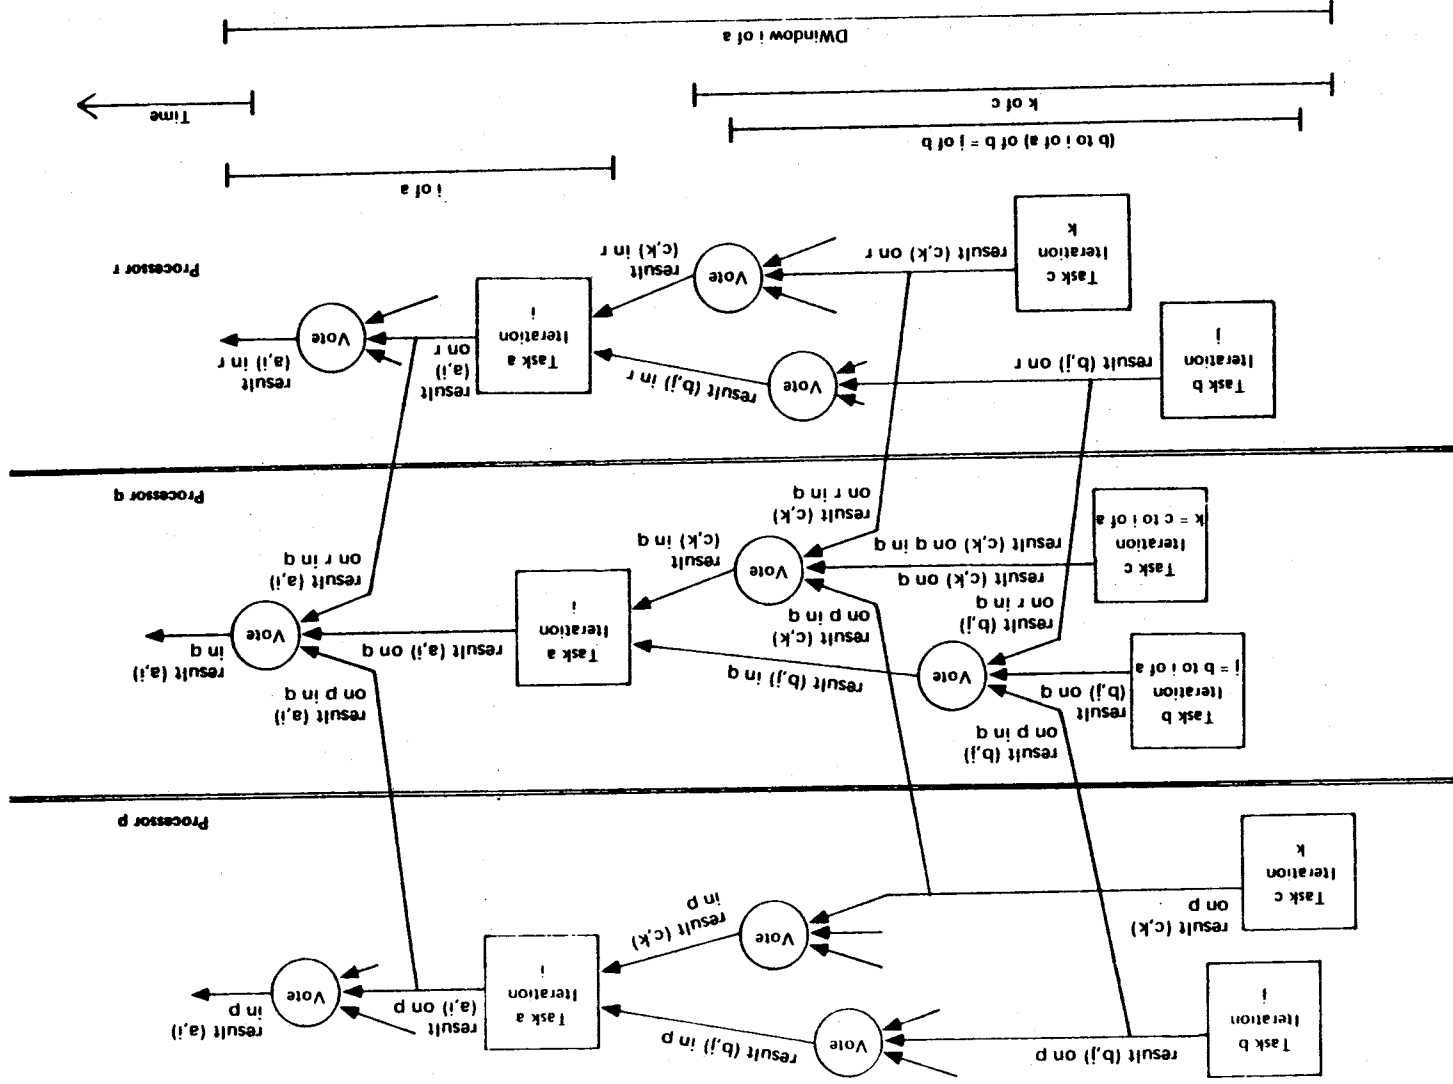 Task b
Iteration
j
result (b,j) on p
Vote
result (b,j) in p
Task a
Iteration
i
result
(a,i) on p
Vote
result (a,i)
in p
Task c
Iteration
k
result (c,k)
on p
Vote
result (c,k)
in p
Processor p
Task b
Iteration
j = b to i of a
result
(b,j) on q
result (b,j)
on p in q
Vote
result (b,j) in q
result (b,j)
on r in q
Task c
Iteration
k = c to i of a
result (c,k) on q
result (c,k) on q in q
result (c,k)
on p in q
Vote
result
(c,k) in q
result (c,k)
on r in q
Task a
Iteration
i
result (a,i) on q
result (a,i)
on p in q
Vote
result (a,i)
in q
result (a,i)
on r in q
Processor q
Task b
Iteration
j
result (b,j) on r
Vote
result (b,j) in r
Task a
Iteration
i
result
(a,i)
on r
Vote
result
(a,i) in r
Task c
Iteration
k
result (c,k) on r
Vote
result
(c,k) in r
Processor r
i of a
(b to i of a) of b = j of b
k of c
Time
DWindow i of a